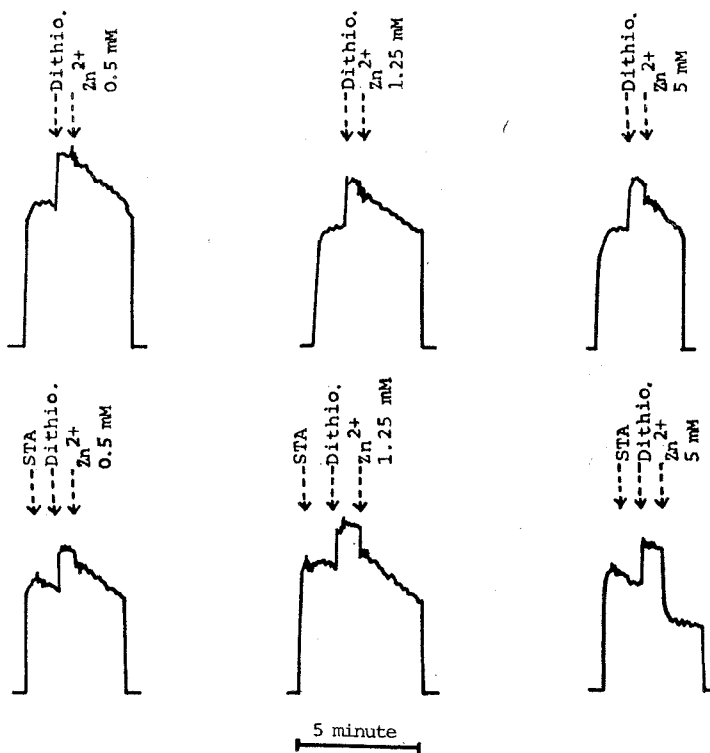 Dithio.
Zn2+
0.5 mM
Dithio.
Zn2+
1.25 mM
Dithio.
Zn2+
5 mM
STA
Dithio.
Zn2+
0.5 mM
STA
Dithio.
Zn2+
1.25 mM
STA
Dithio.
Zn2+
5 mM
5 minute